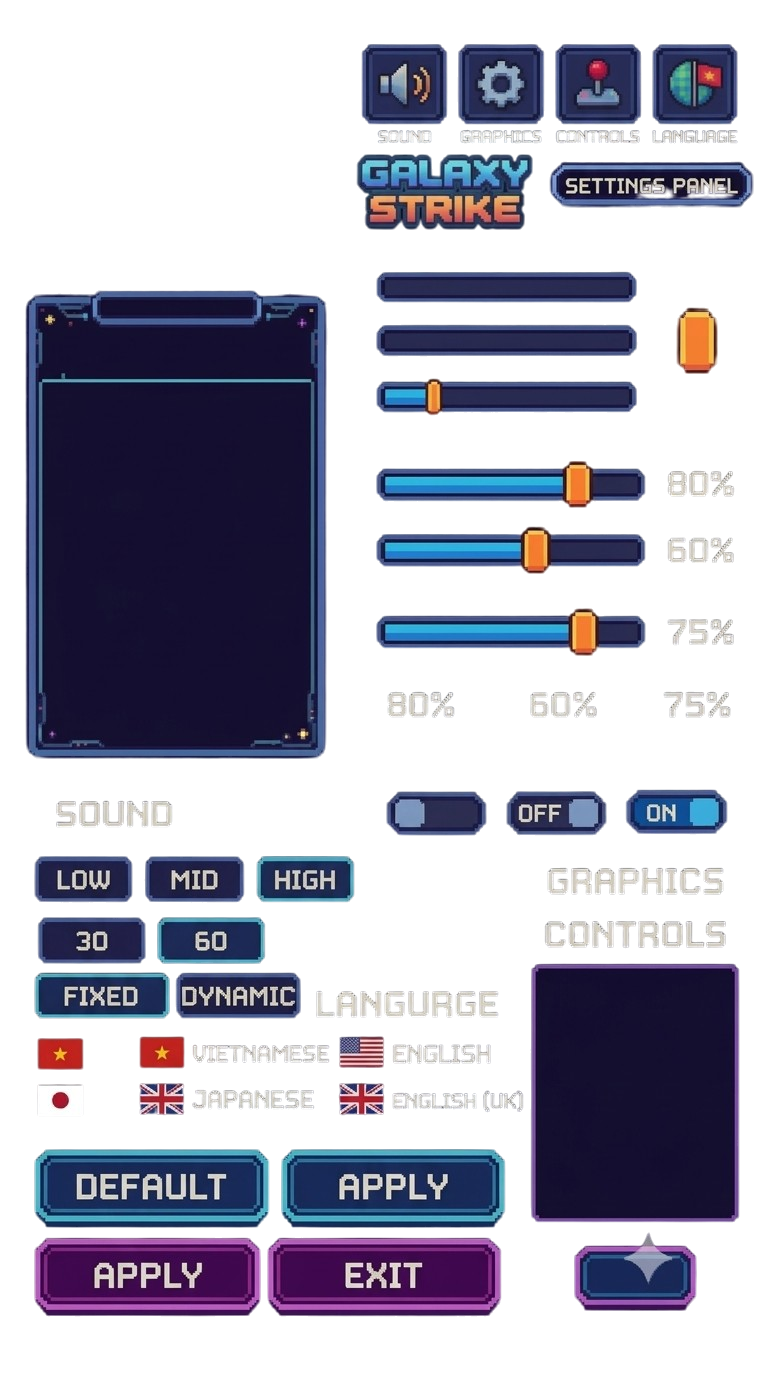 SOUND GRAPHICS CONTROLS LANGUAGE
GALAXY
STRIKE
SETTINGS PANEL
80%
60%
75%
80% 60% 75%
SOUND
OFF ON
LOW MID HIGH
GRAPHICS
30 60
CONTROLS
FIXED DYNAMIC LANGURGE
VIETNAMESE ENGLISH
JAPANESE ENGLISH (UK)
DEFAULT APPLY
APPLY EXIT